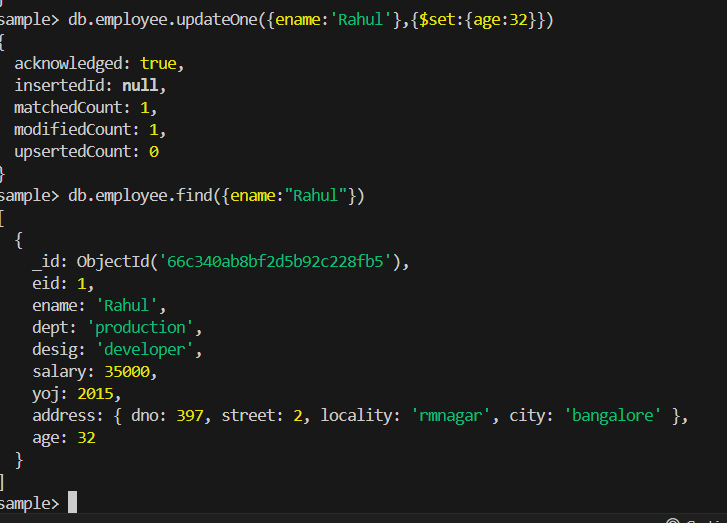 sample> db.employee.updateOne({ename:'Rahul'},{$set:{age:32}})
{
  acknowledged: true,
  insertedId: null,
  matchedCount: 1,
  modifiedCount: 1,
  upsertedCount: 0
}
sample> db.employee.find({ename:"Rahul"})
[
  {
    _id: ObjectId('66c340ab8bf2d5b92c228fb5'),
    eid: 1,
    ename: 'Rahul',
    dept: 'production',
    desig: 'developer',
    salary: 35000,
    yoj: 2015,
    address: { dno: 397, street: 2, locality: 'rmnagar', city: 'bangalore' },
    age: 32
  }
]
sample>